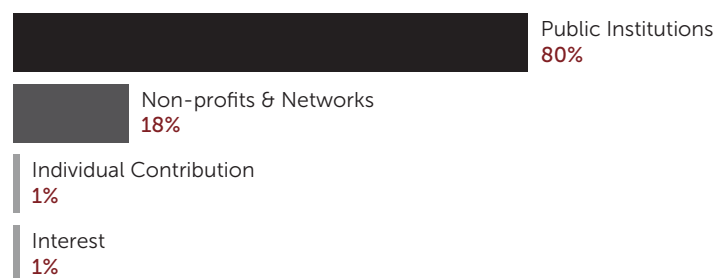 Public Institutions
80%
Non-profits & Networks
18%
Individual Contribution
1%
Interest
1%